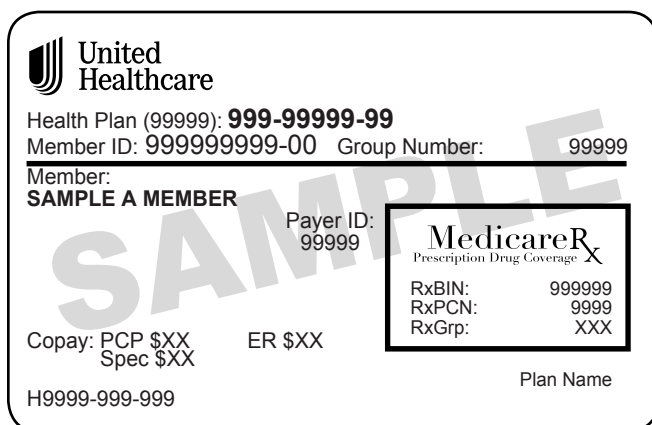 United
Healthcare
Health Plan (99999): 999-99999-99
Member ID: 999999999-00 Group Number: 99999
Member:
SAMPLE A MEMBER
SAMPLE
Payer ID:
99999
MedicareRx
Prescription Drug Coverage
RxBIN: 999999
RxPCN: 9999
RxGrp: XXX
Copay: PCP $XX ER $XX
Spec $XX
Plan Name
H9999-999-999